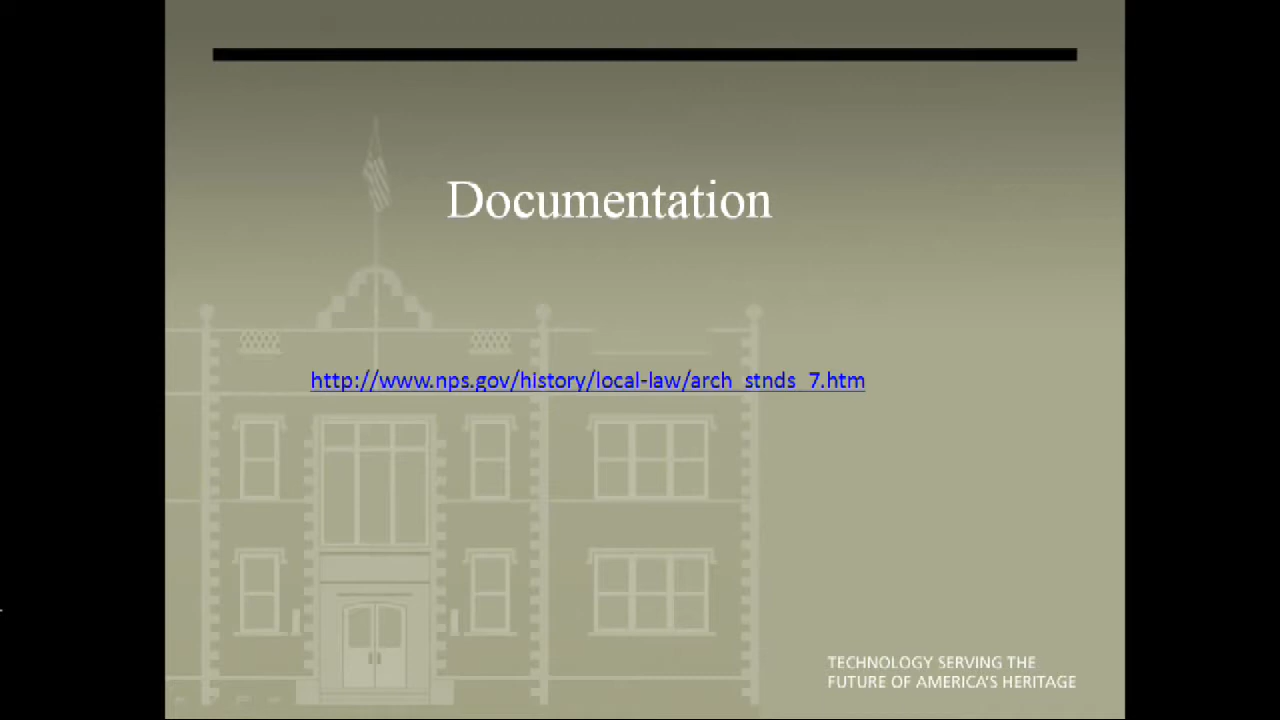 Documentation
http://www.nps.gov/history/local-law/arch_stnds_7.htm
TECHNOLOGY SERVING THE
FUTURE OF AMERICA'S HERITAGE